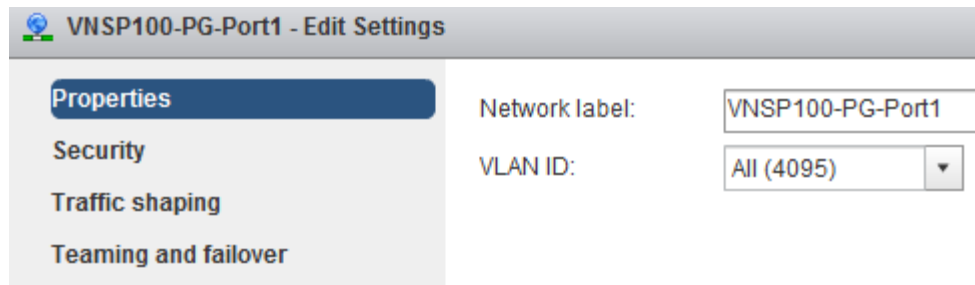 VNSP100-PG-Port1 - Edit Settings
Properties
Security
Traffic shaping
Teaming and failover
Network label: VNSP100-PG-Port1
VLAN ID: All (4095)